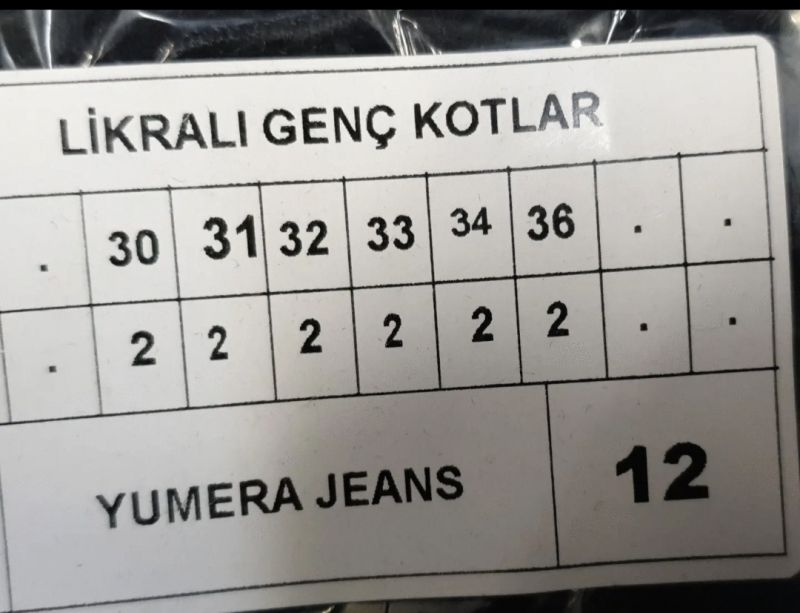 LİKRALI GENÇ KOTLAR
. 30 31 32 33 34 36 . .
. 2 2 2 2 2 2 . .
YUMERA JEANS 12